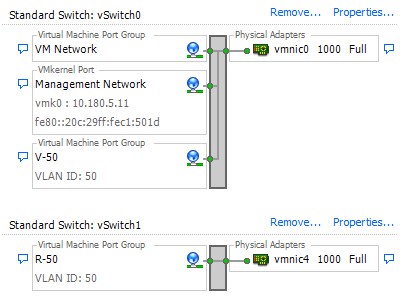 Standard Switch: vSwitch0 Remove... Properties...
Virtual Machine Port Group
VM Network
Physical Adapters
vmnic0 1000 Full
VMkernel Port
Management Network
vmk0 : 10.180.5.11
fe80::20c:29ff:fec1:501d
Virtual Machine Port Group
V-50
VLAN ID: 50
Standard Switch: vSwitch1 Remove... Properties...
Virtual Machine Port Group
R-50
VLAN ID: 50
Physical Adapters
vmnic4 1000 Full